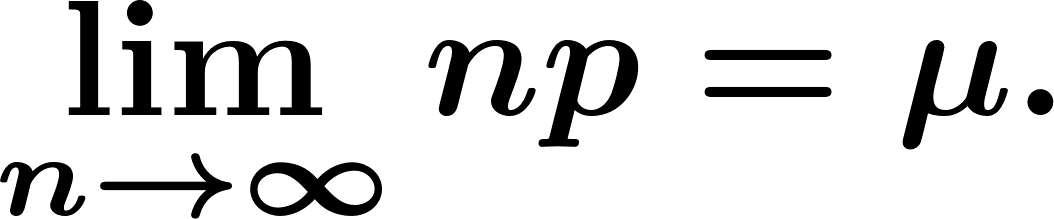 lim np = μ.
n→∞